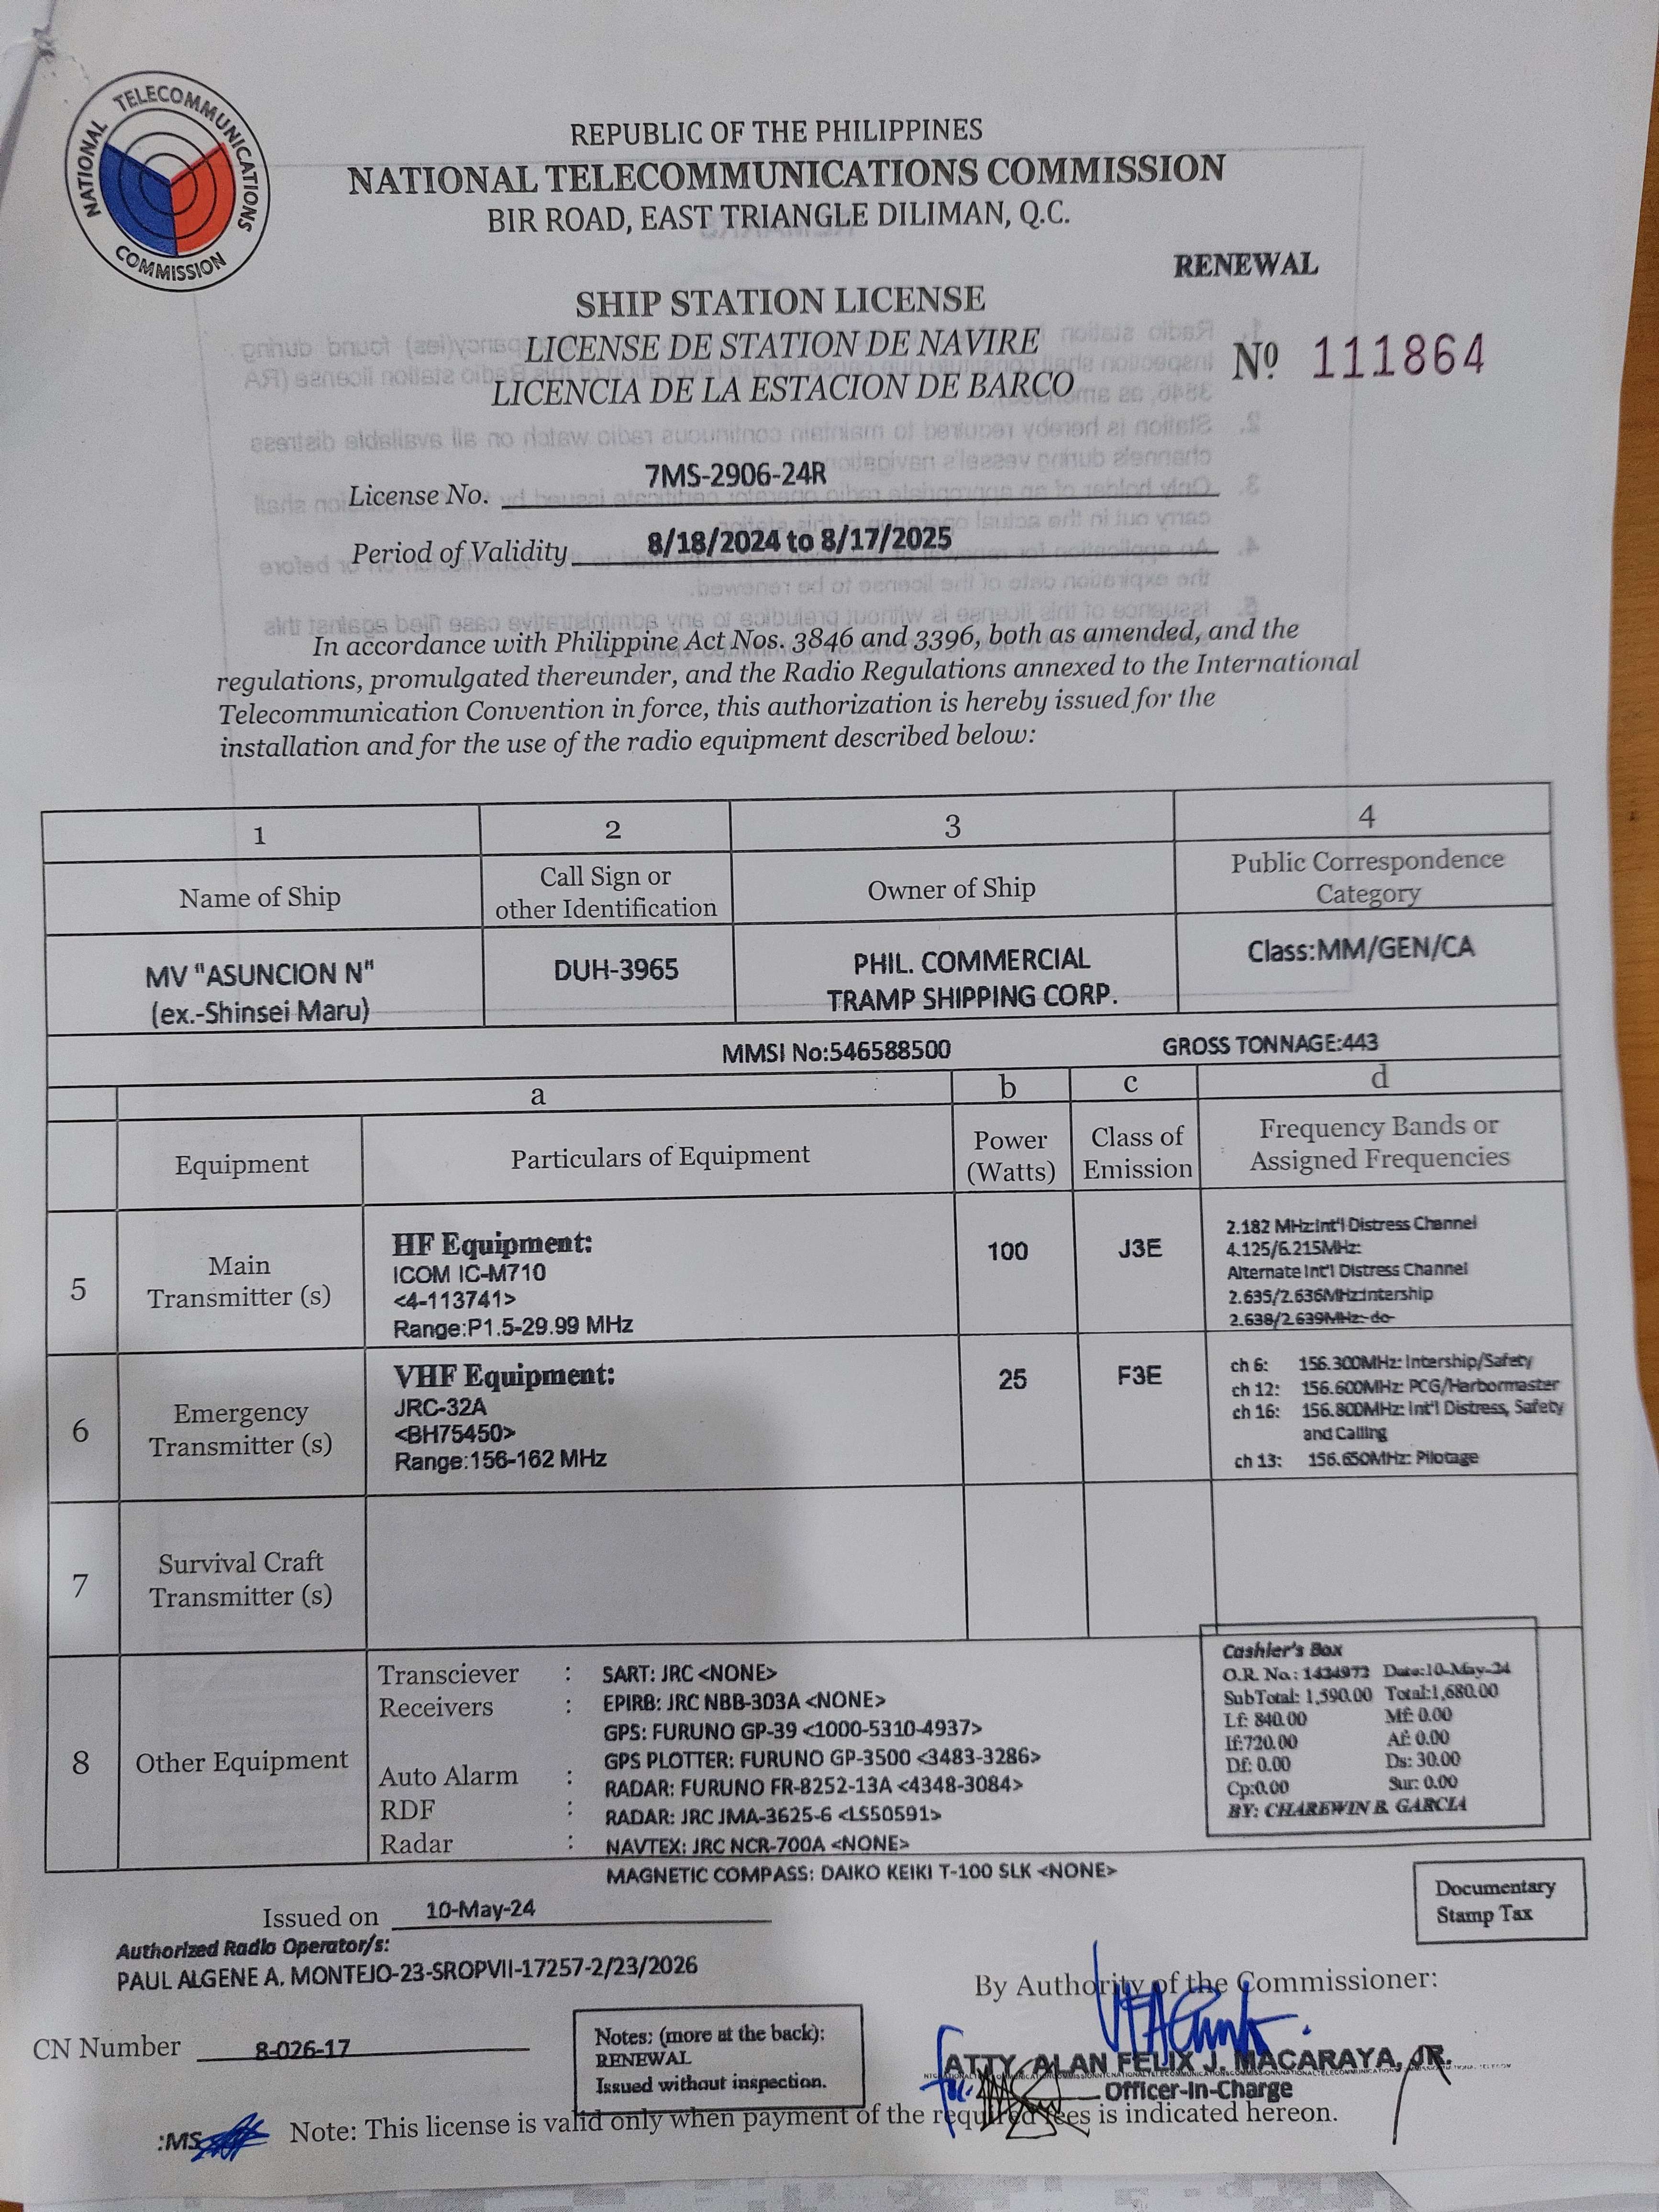 NATIONAL TELECOMMUNICATIONS COMMISSION
REPUBLIC OF THE PHILIPPINES
NATIONAL TELECOMMUNICATIONS COMMISSION
BIR ROAD, EAST TRIANGLE DILIMAN, Q.C.
RENEWAL
SHIP STATION LICENSE
LICENSE DE STATION DE NAVIRE
LICENCIA DE LA ESTACION DE BARCO
Nº 111864
License No. 7MS-2906-24R
Period of Validity 8/18/2024 to 8/17/2025
In accordance with Philippine Act Nos. 3846 and 3396, both as amended, and the
regulations, promulgated thereunder, and the Radio Regulations annexed to the International
Telecommunication Convention in force, this authorization is hereby issued for the
installation and for the use of the radio equipment described below:
1 2 3 4
Name of Ship
Call Sign or
other Identification
Owner of Ship
Public Correspondence
Category
MV "ASUNCION N"
(ex.-Shinsei Maru)
DUH-3965
PHIL. COMMERCIAL
TRAMP SHIPPING CORP.
Class:MM/GEN/CA
MMSI No:546588500 GROSS TONNAGE:443
a b c d
Equipment
Particulars of Equipment
Power
(Watts)
Class of
Emission
Frequency Bands or
Assigned Frequencies
5
Main
Transmitter (s)
HF Equipment:
ICOM IC-M710
<4-113741>
Range:P1.5-29.99 MHz
100
J3E
2.182 MHz:Int'l Distress Channel
4.125/6.215MHz:
Alternate Int'l Distress Channel
2.635/2.636MHz:Intership
2.638/2.639MHz:-do-
6
Emergency
Transmitter (s)
VHF Equipment:
JRC-32A
<BH75450>
Range:156-162 MHz
25
F3E
ch 6: 156.300MHz: Intership/Safety
ch 12: 156.600MHz: PCG/Harbormaster
ch 16: 156.800MHz: Int'l Distress, Safety
and Calling
ch 13: 156.650MHz: Pilotage
7
Survival Craft
Transmitter (s)
8
Other Equipment
Transciever :
Receivers :
Auto Alarm :
RDF :
Radar :
SART: JRC <NONE>
EPIRB: JRC NBB-303A <NONE>
GPS: FURUNO GP-39 <1000-5310-4937>
GPS PLOTTER: FURUNO GP-3500 <3483-3286>
RADAR: FURUNO FR-8252-13A <4348-3084>
RADAR: JRC JMA-3625-6 <LS50591>
NAVTEX: JRC NCR-700A <NONE>
MAGNETIC COMPASS: DAIKO KEIKI T-100 SLK <NONE>
Cashier's Box
O.R. No.: 1434973 Date:10-May-24
SubTotal: 1,590.00 Total:1,680.00
Lf: 840.00 Mf: 0.00
If:720.00 Af: 0.00
Df: 0.00 Ds: 30.00
Cp:0.00 Sur: 0.00
BY: CHAREWIN B. GARCIA
Documentary
Stamp Tax
Issued on 10-May-24
Authorized Radio Operator/s:
PAUL ALGENE A. MONTEJO-23-SROPVII-17257-2/23/2026
By Authority of the Commissioner:
CN Number 8-026-17
Notes: (more at the back):
RENEWAL
Issued without inspection.
ATTY. ALAN FELIX J. MACARAYA, JR.
Officer-In-Charge
:MS
Note: This license is valid only when payment of the required fees is indicated hereon.